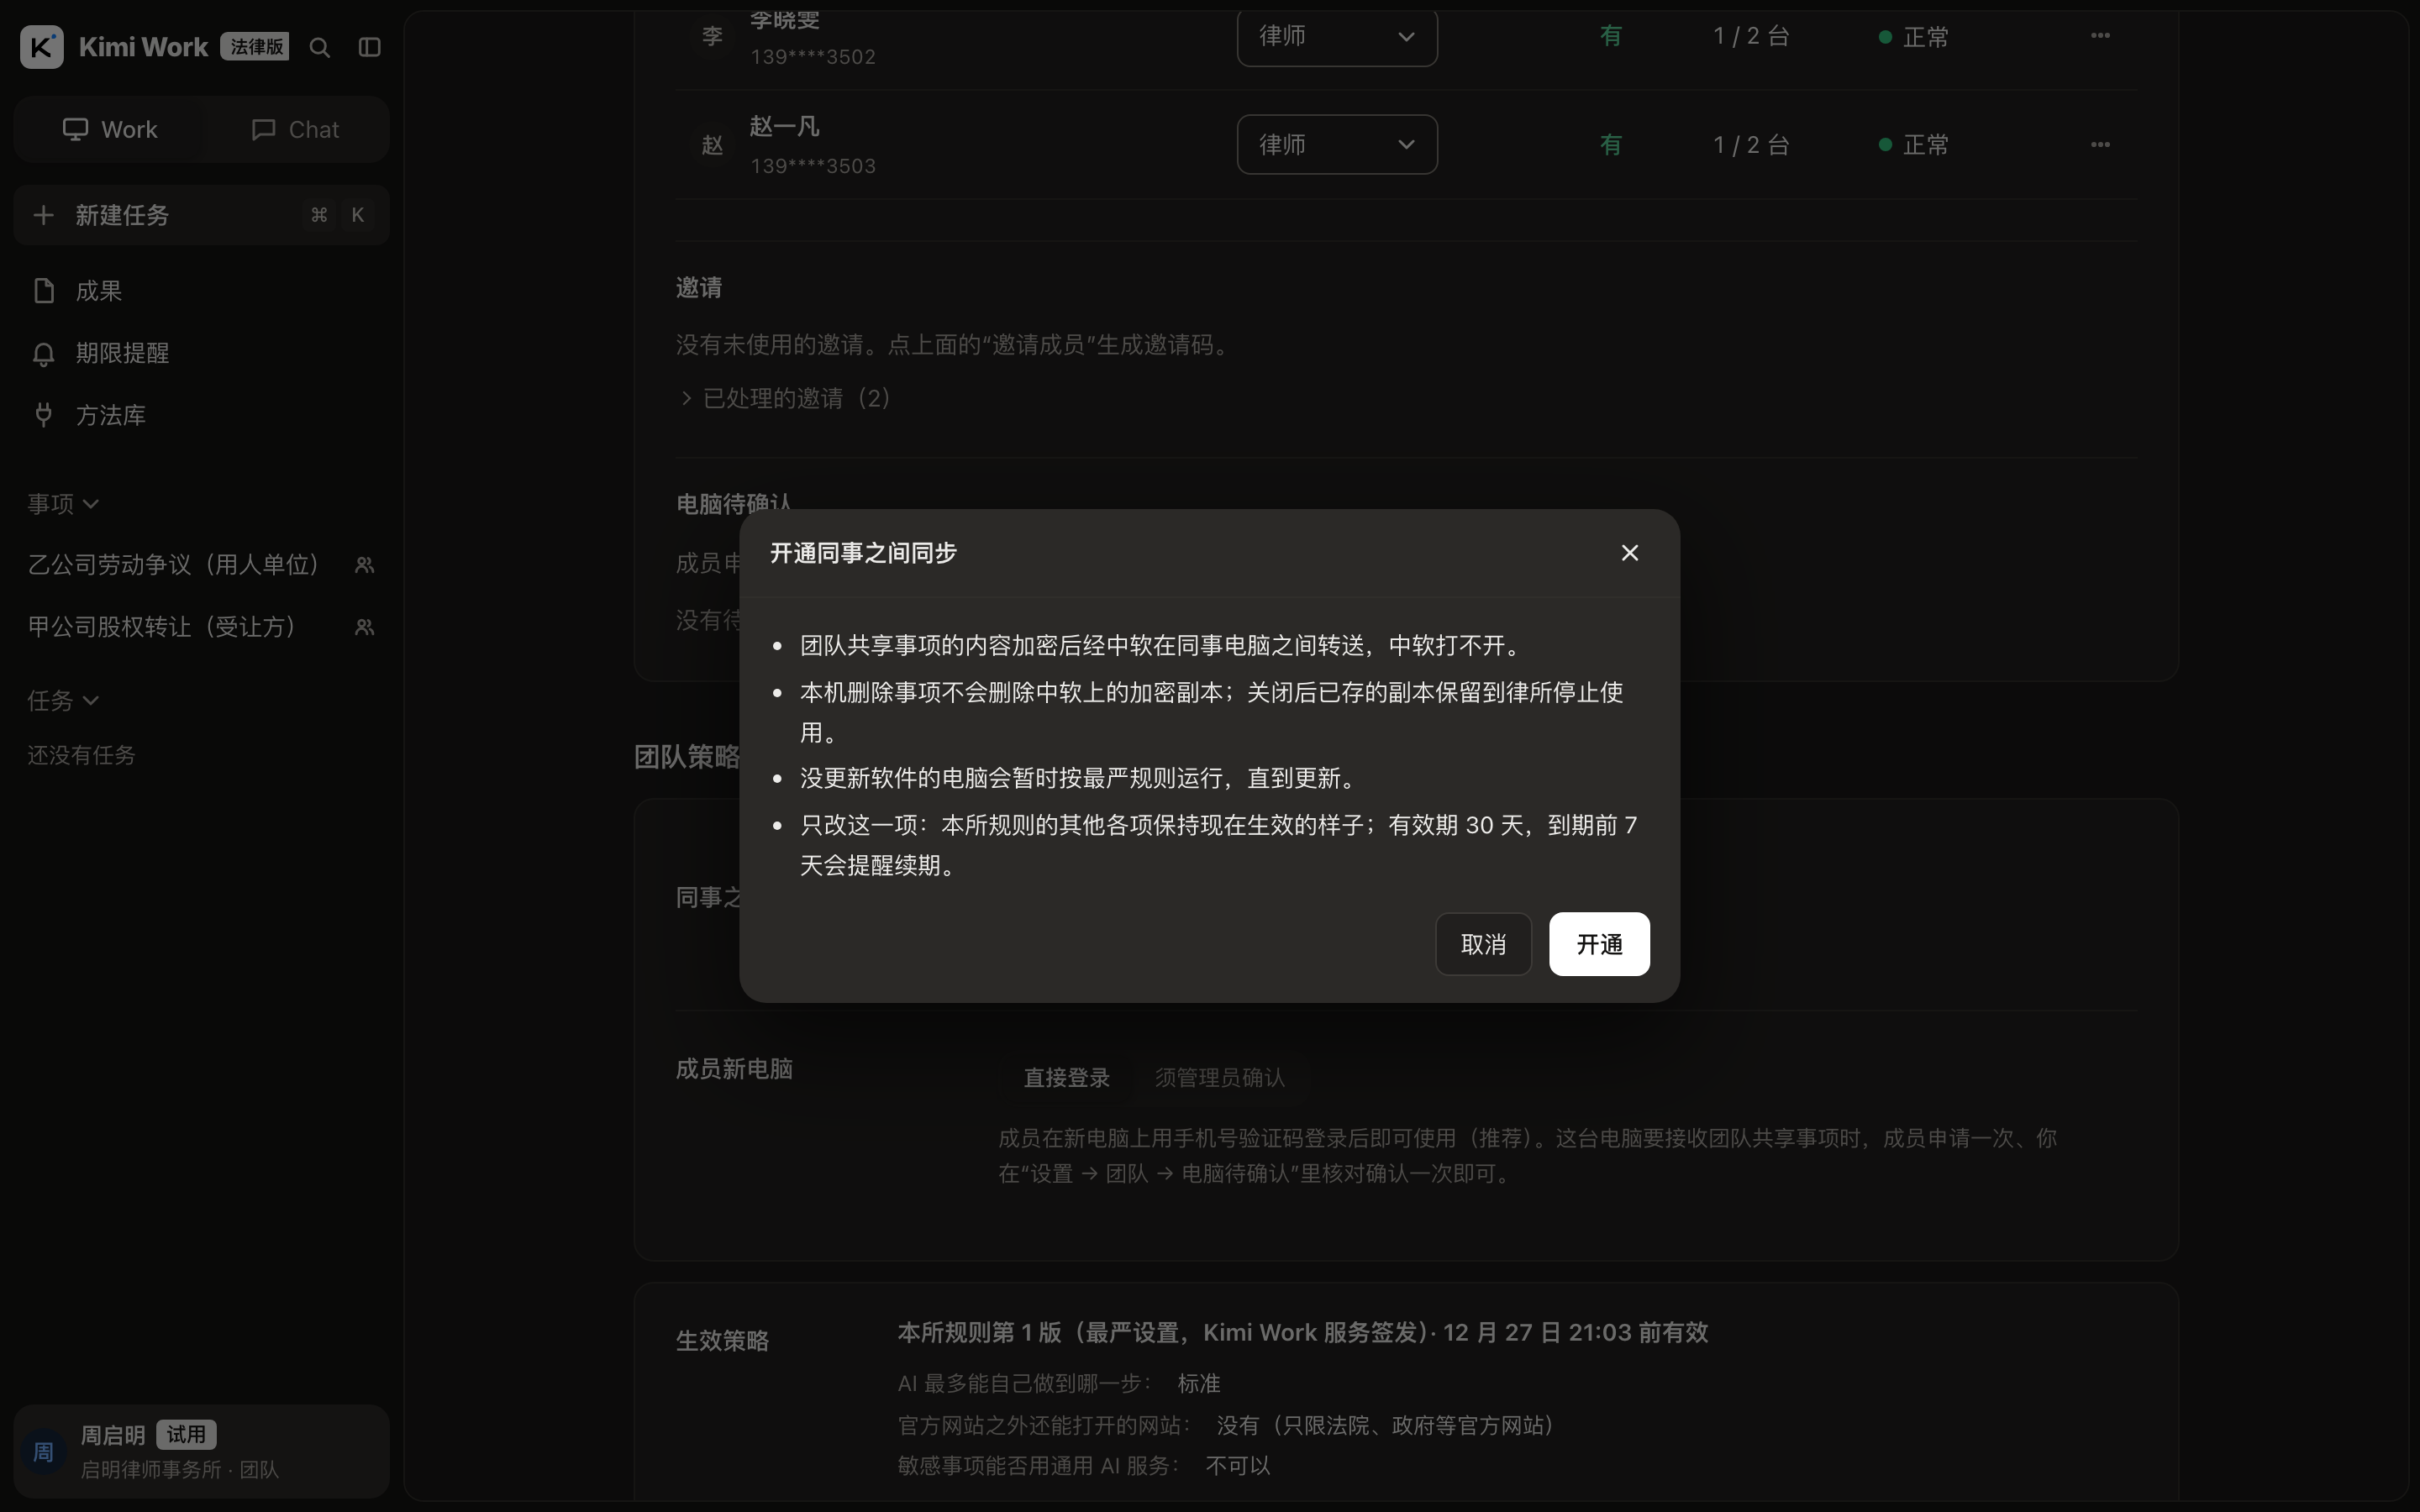 Kimi Work 法律版
Work
Chat
新建任务 ⌘ K
成果
期限提醒
方法库
事项
乙公司劳动争议（用人单位）
甲公司股权转让（受让方）
任务
还没有任务
周 周启明 试用
启明律师事务所 · 团队
李 李晓雯 律师 有 1 / 2 台 正常
139****3502
赵 赵一凡 律师 有 1 / 2 台 正常
139****3503
邀请
没有未使用的邀请。点上面的“邀请成员”生成邀请码。
已处理的邀请（2）
电脑待确认
成员申
没有待
团队策略
同事之
开通同事之间同步
团队共享事项的内容加密后经中软在同事电脑之间转送，中软打不开。
本机删除事项不会删除中软上的加密副本；关闭后已存的副本保留到律所停止使
用。
没更新软件的电脑会暂时按最严规则运行，直到更新。
只改这一项：本所规则的其他各项保持现在生效的样子；有效期 30 天，到期前 7
天会提醒续期。
取消 开通
成员新电脑 直接登录 须管理员确认
成员在新电脑上用手机号验证码登录后即可使用（推荐）。这台电脑要接收团队共享事项时，成员申请一次、你
在“设置 → 团队 → 电脑待确认”里核对确认一次即可。
生效策略 本所规则第 1 版（最严设置，Kimi Work 服务签发）· 12 月 27 日 21:03 前有效
AI 最多能自己做到哪一步： 标准
官方网站之外还能打开的网站： 没有（只限法院、政府等官方网站）
敏感事项能否用通用 AI 服务： 不可以